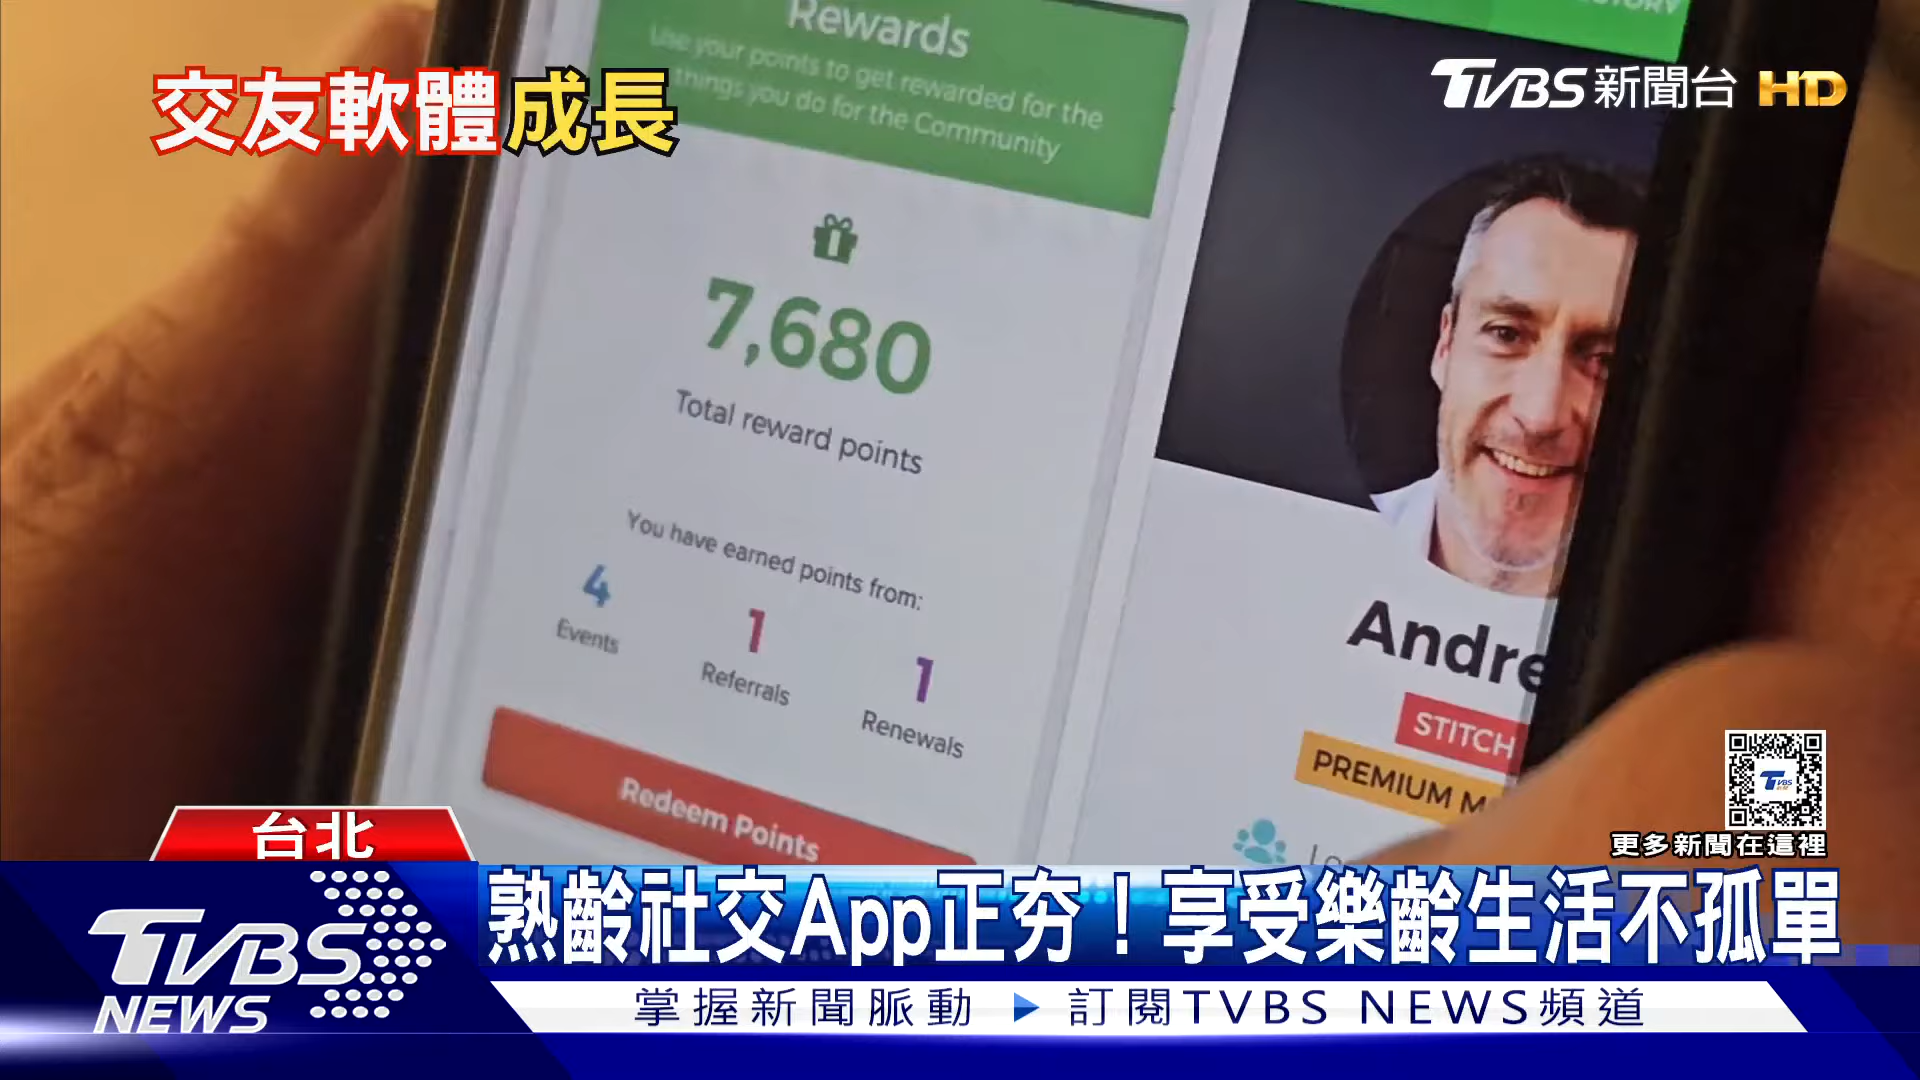 交友軟體成長
TVBS新聞台 HD
Rewards
Use your points to get rewarded for the
things you do for the Community
7,680
Total reward points
You have earned points from:
4
Events
1
Referrals
1
Renewals
Redeem Points
Andre
STITCH
PREMIUM M
TVBS
更多新聞在這裡
台北
熟齡社交App正夯！享受樂齡生活不孤單
TVBS
NEWS
掌握新聞脈動 ▶ 訂閱TVBS NEWS頻道